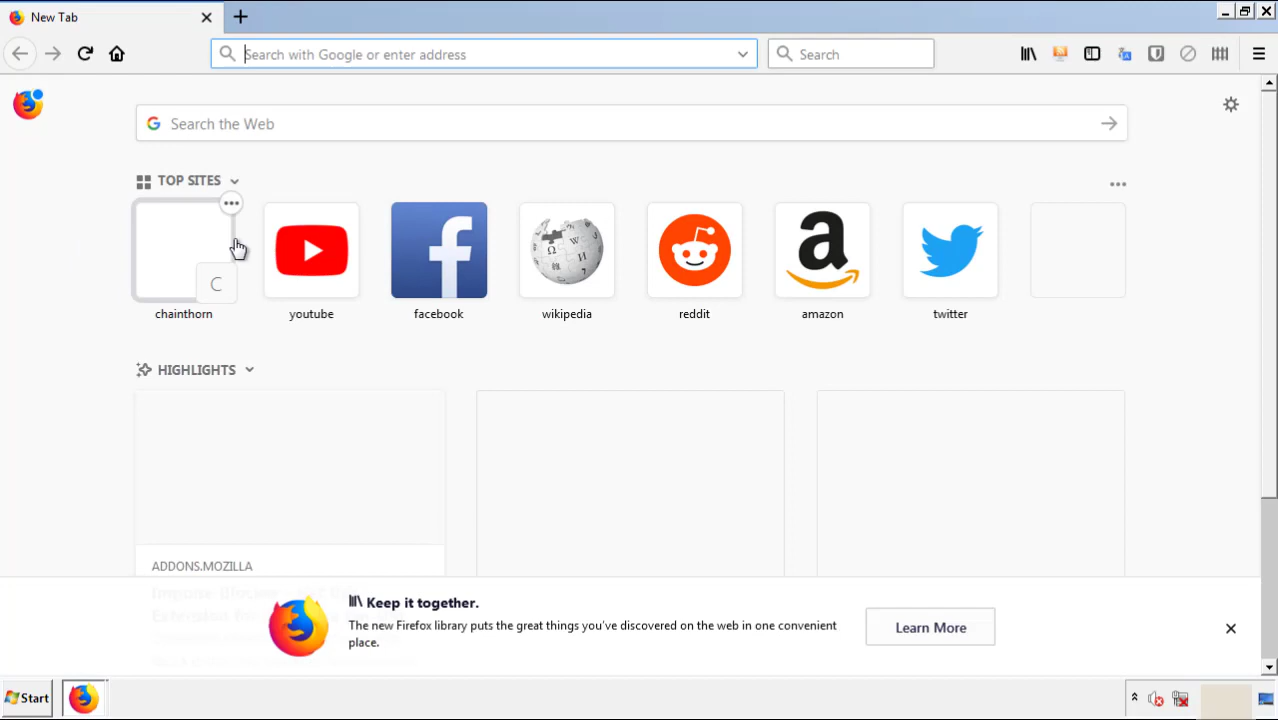 New Tab
Search with Google or enter address
Search
Search the Web
TOP SITES
C
chainthorn
youtube
facebook
wikipedia
reddit
amazon
twitter
HIGHLIGHTS
ADDONS.MOZILLA
Keep it together.
The new Firefox library puts the great things you've discovered on the web in one convenient
place.
Learn More
Start